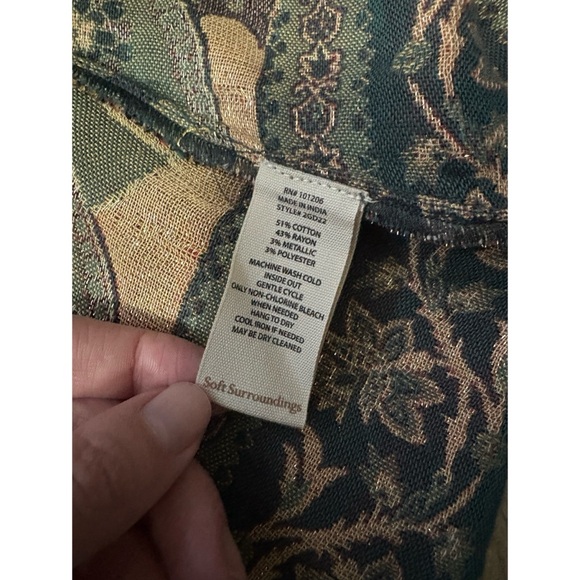 RN# 101206
MADE IN INDIA
STYLE# 2GD22
51% COTTON
43% RAYON
3% METALLIC
3% POLYESTER
MACHINE WASH COLD
INSIDE OUT
GENTLE CYCLE
ONLY NON-CHLORINE BLEACH
WHEN NEEDED
HANG TO DRY
COOL IRON IF NEEDED
MAY BE DRY CLEANED
Soft Surroundings